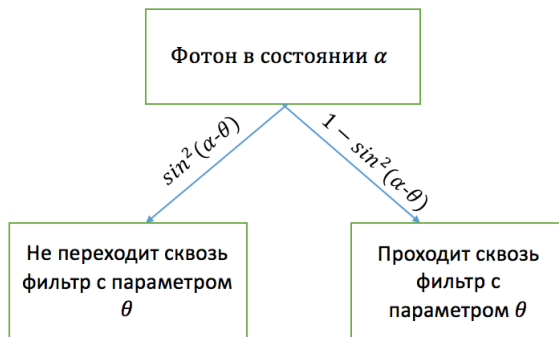 Фотон в состоянии α
sin²(α-θ)
1 − sin²(α-θ)
Не переходит сквозь
фильтр с параметром
θ
Проходит сквозь
фильтр с
параметром θ